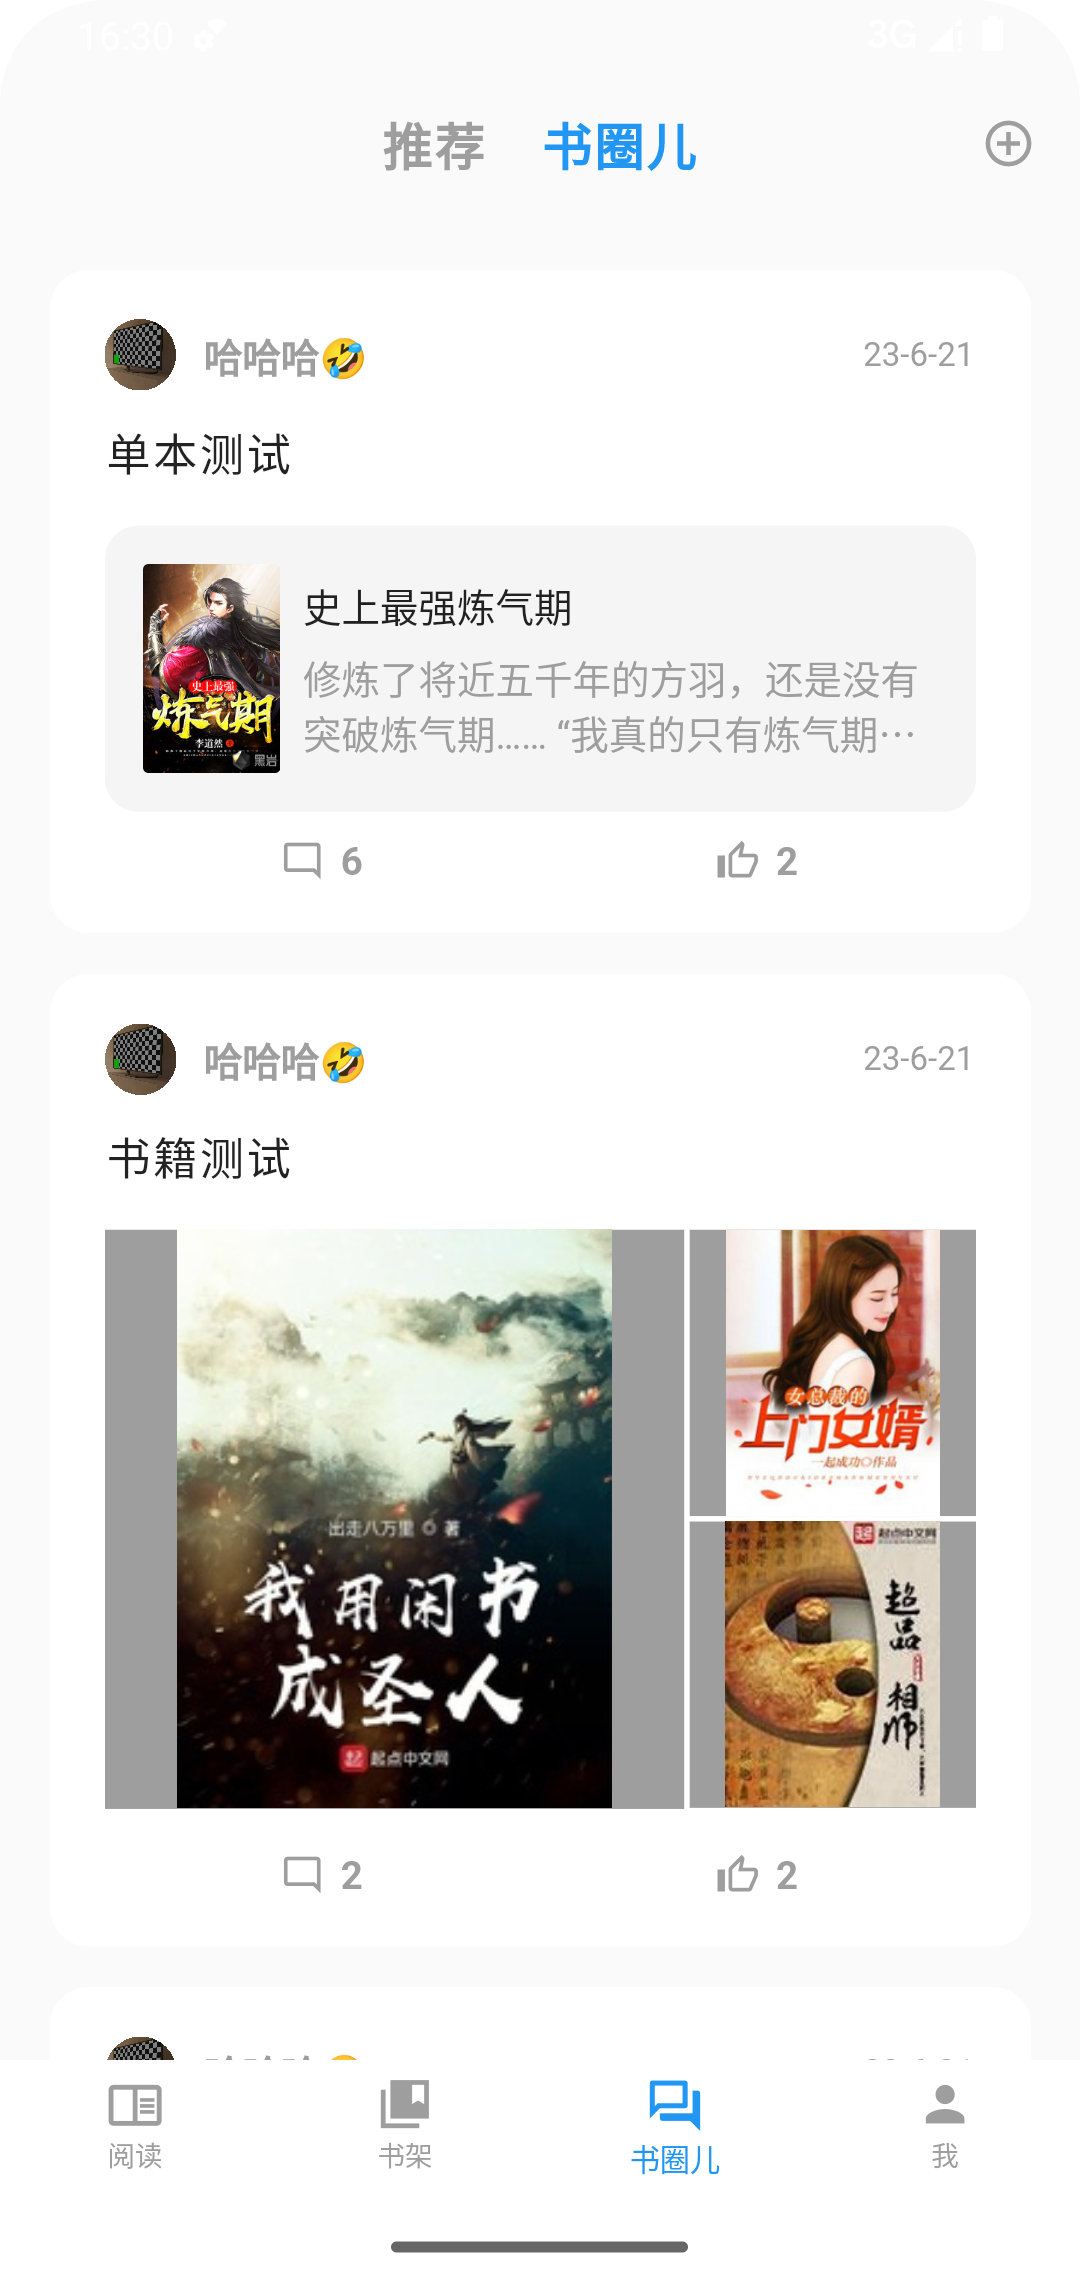 16:30
3G
推荐
书圈儿
哈哈哈🤣
23-6-21
单本测试
史上最强
炼气期
李道然
黑岩
史上最强炼气期
修炼了将近五千年的方羽，还是没有
突破炼气期…… “我真的只有炼气期…
6
2
哈哈哈🤣
23-6-21
书籍测试
出走八万里 著
我用闲书
成圣人
起点中文网
女总裁的
上门女婿
一起成功〇作品
起点中文网
超品
相师
2
2
阅读
书架
书圈儿
我